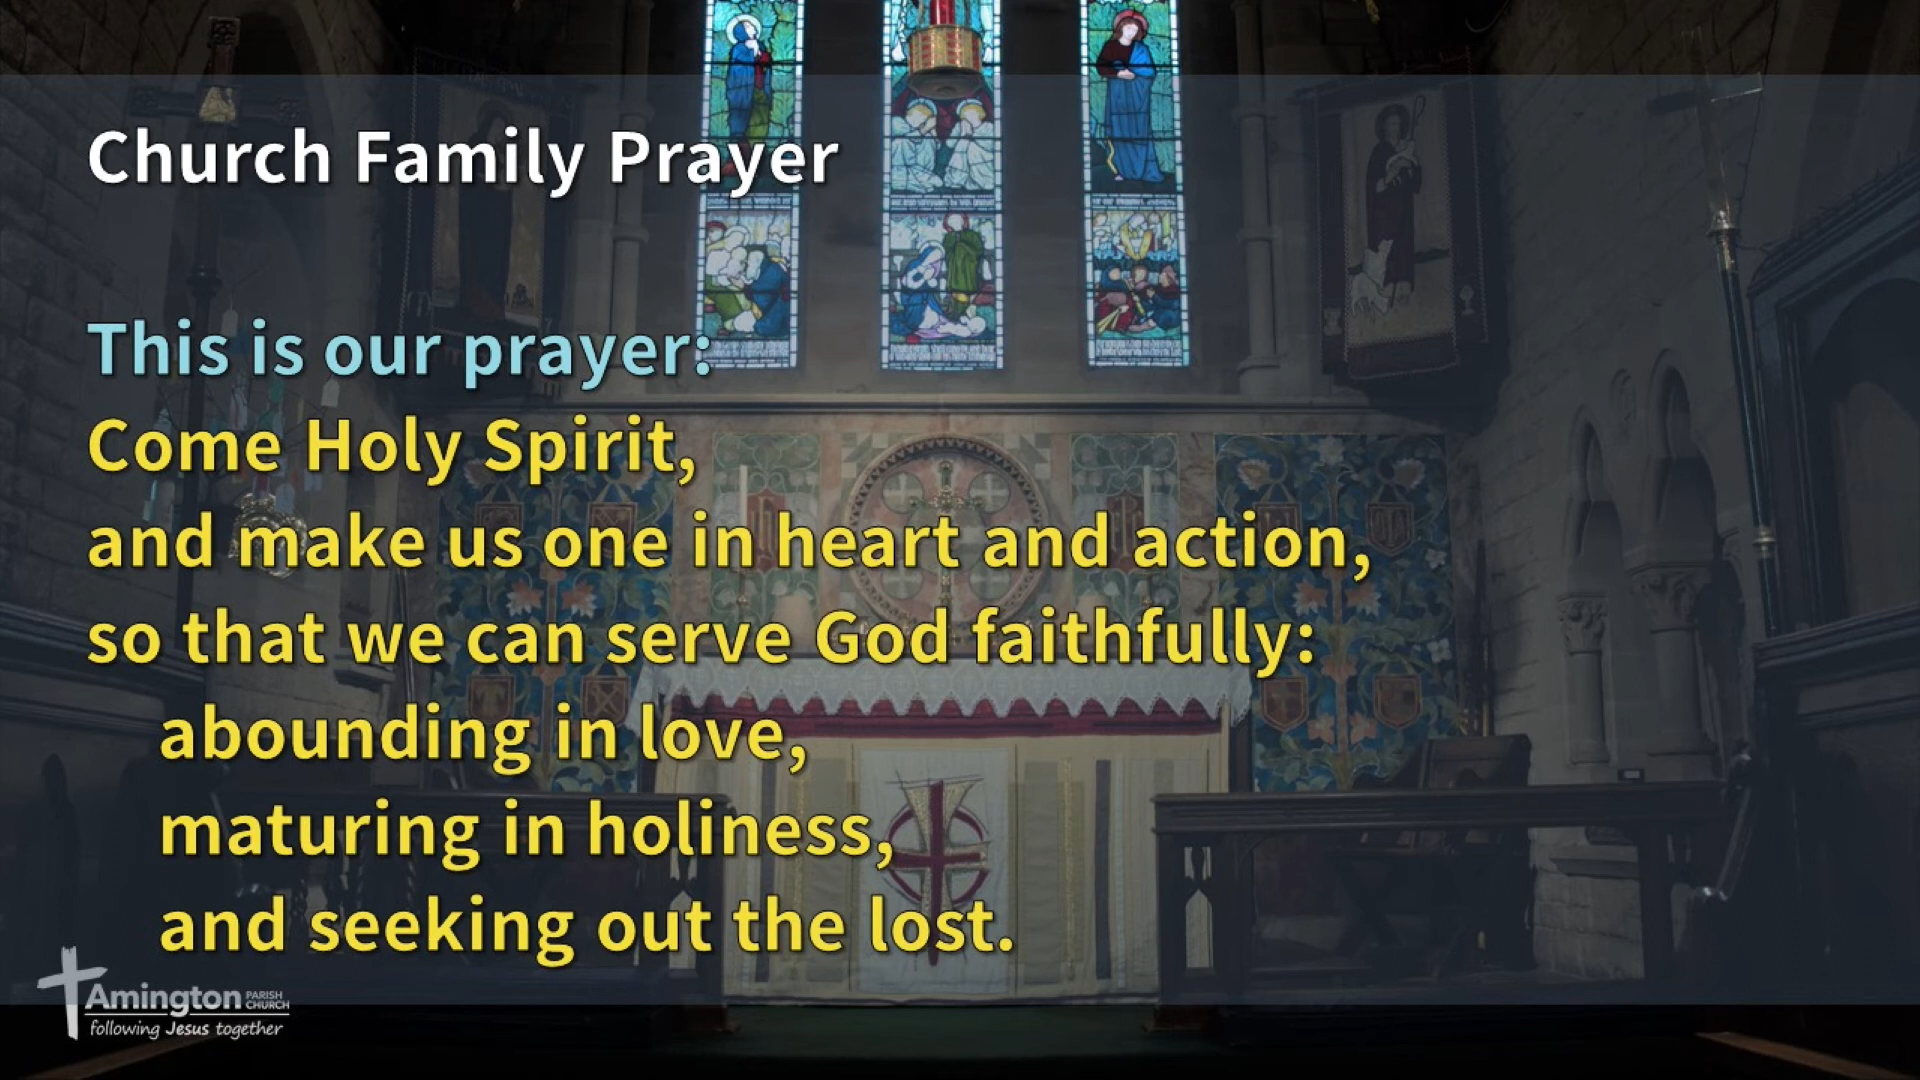 Church Family Prayer
This is our prayer:
Come Holy Spirit,
and make us one in heart and action,
so that we can serve God faithfully:
abounding in love,
maturing in holiness,
and seeking out the lost.
Amington PARISH CHURCH
following Jesus together